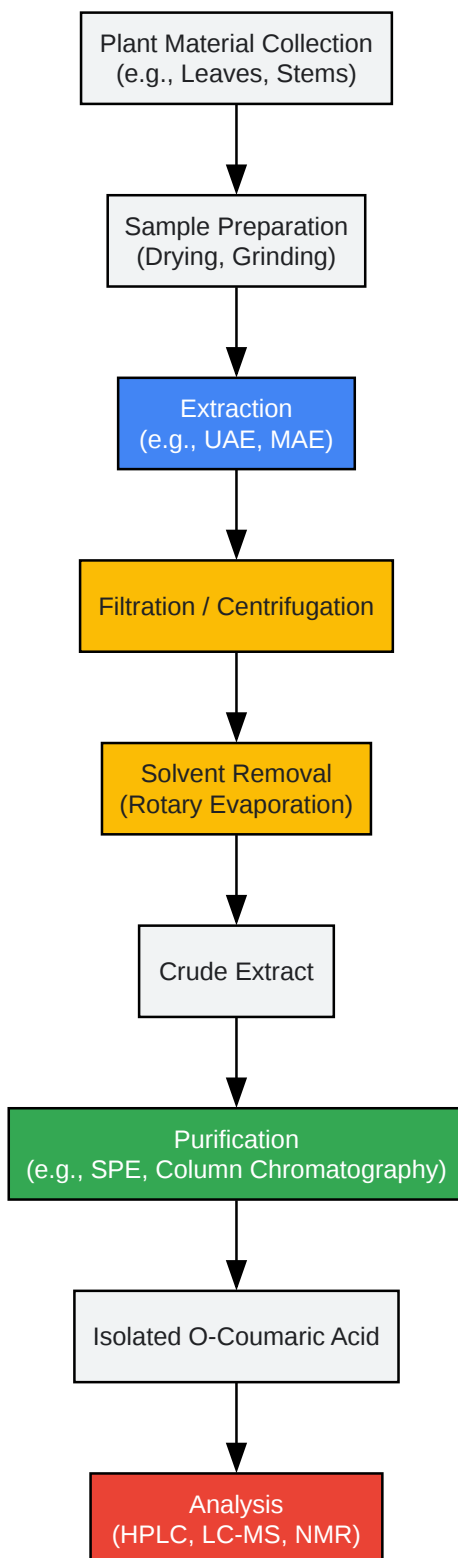 Plant Material Collection
(e.g., Leaves, Stems)
Sample Preparation
(Drying, Grinding)
Extraction
(e.g., UAE, MAE)
Filtration / Centrifugation
Solvent Removal
(Rotary Evaporation)
Crude Extract
Purification
(e.g., SPE, Column Chromatography)
Isolated O-Coumaric Acid
Analysis
(HPLC, LC-MS, NMR)